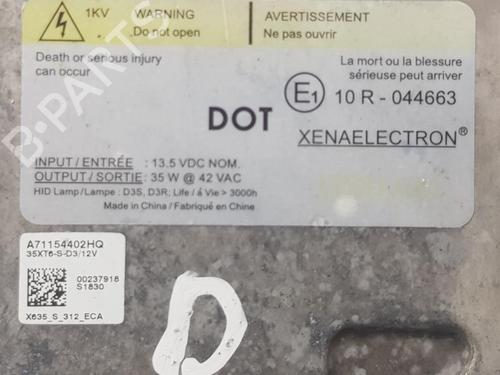 1KV
WARNING
Do not open
AVERTISSEMENT
Ne pas ouvrir
Death or serious injury
can occur
La mort ou la blessure
sérieuse peut arriver
E1 10 R - 044663
DOT
XENAELECTRON®
INPUT / ENTRÉE : 13.5 VDC NOM.
OUTPUT / SORTIE: 35 W @ 42 VAC
HID Lamp / Lampe : D3S, D3R; Life / á Vie > 3000h
Made in China / Fabriqué en Chine
A71154402HQ
35XT6-S-D3/12V
00237918
S1830
X635_S_312_ECA
D
B-PARTS